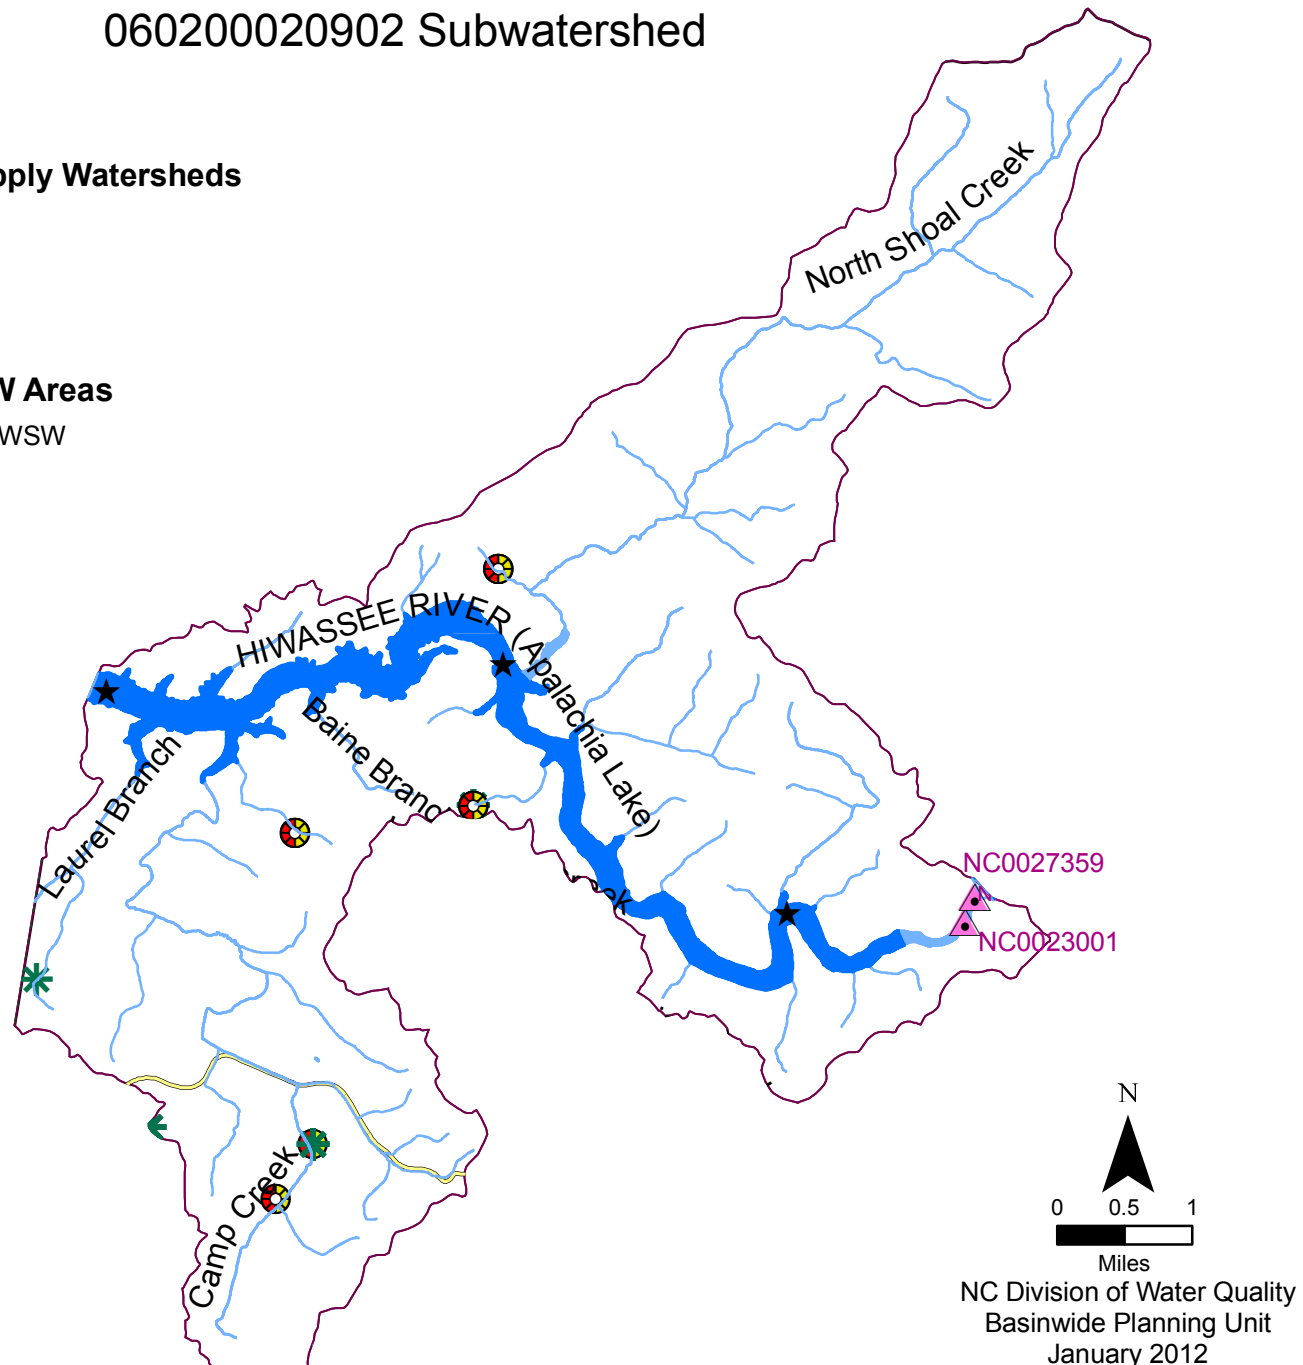 060200020902 Subwatershed
pply Watersheds
W Areas
WSW
North Shoal Creek
HIWASSEE RIVER (Apalachia Lake)
Baine Branc
Laurel Branch
eek
NC0027359
NC0023001
Camp Creek
N
0 0.5 1
Miles
NC Division of Water Quality
Basinwide Planning Unit
January 2012